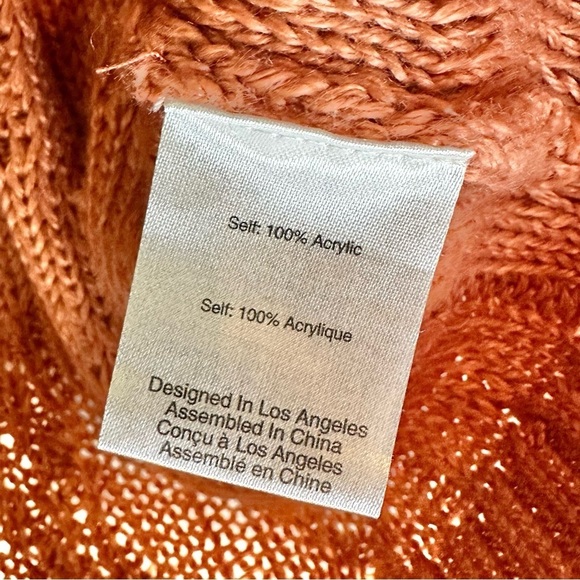 Self: 100% Acrylic
Self: 100% Acrylique
Designed In Los Angeles
Assembled In China
Conçu à Los Angeles
Assemblé en Chine